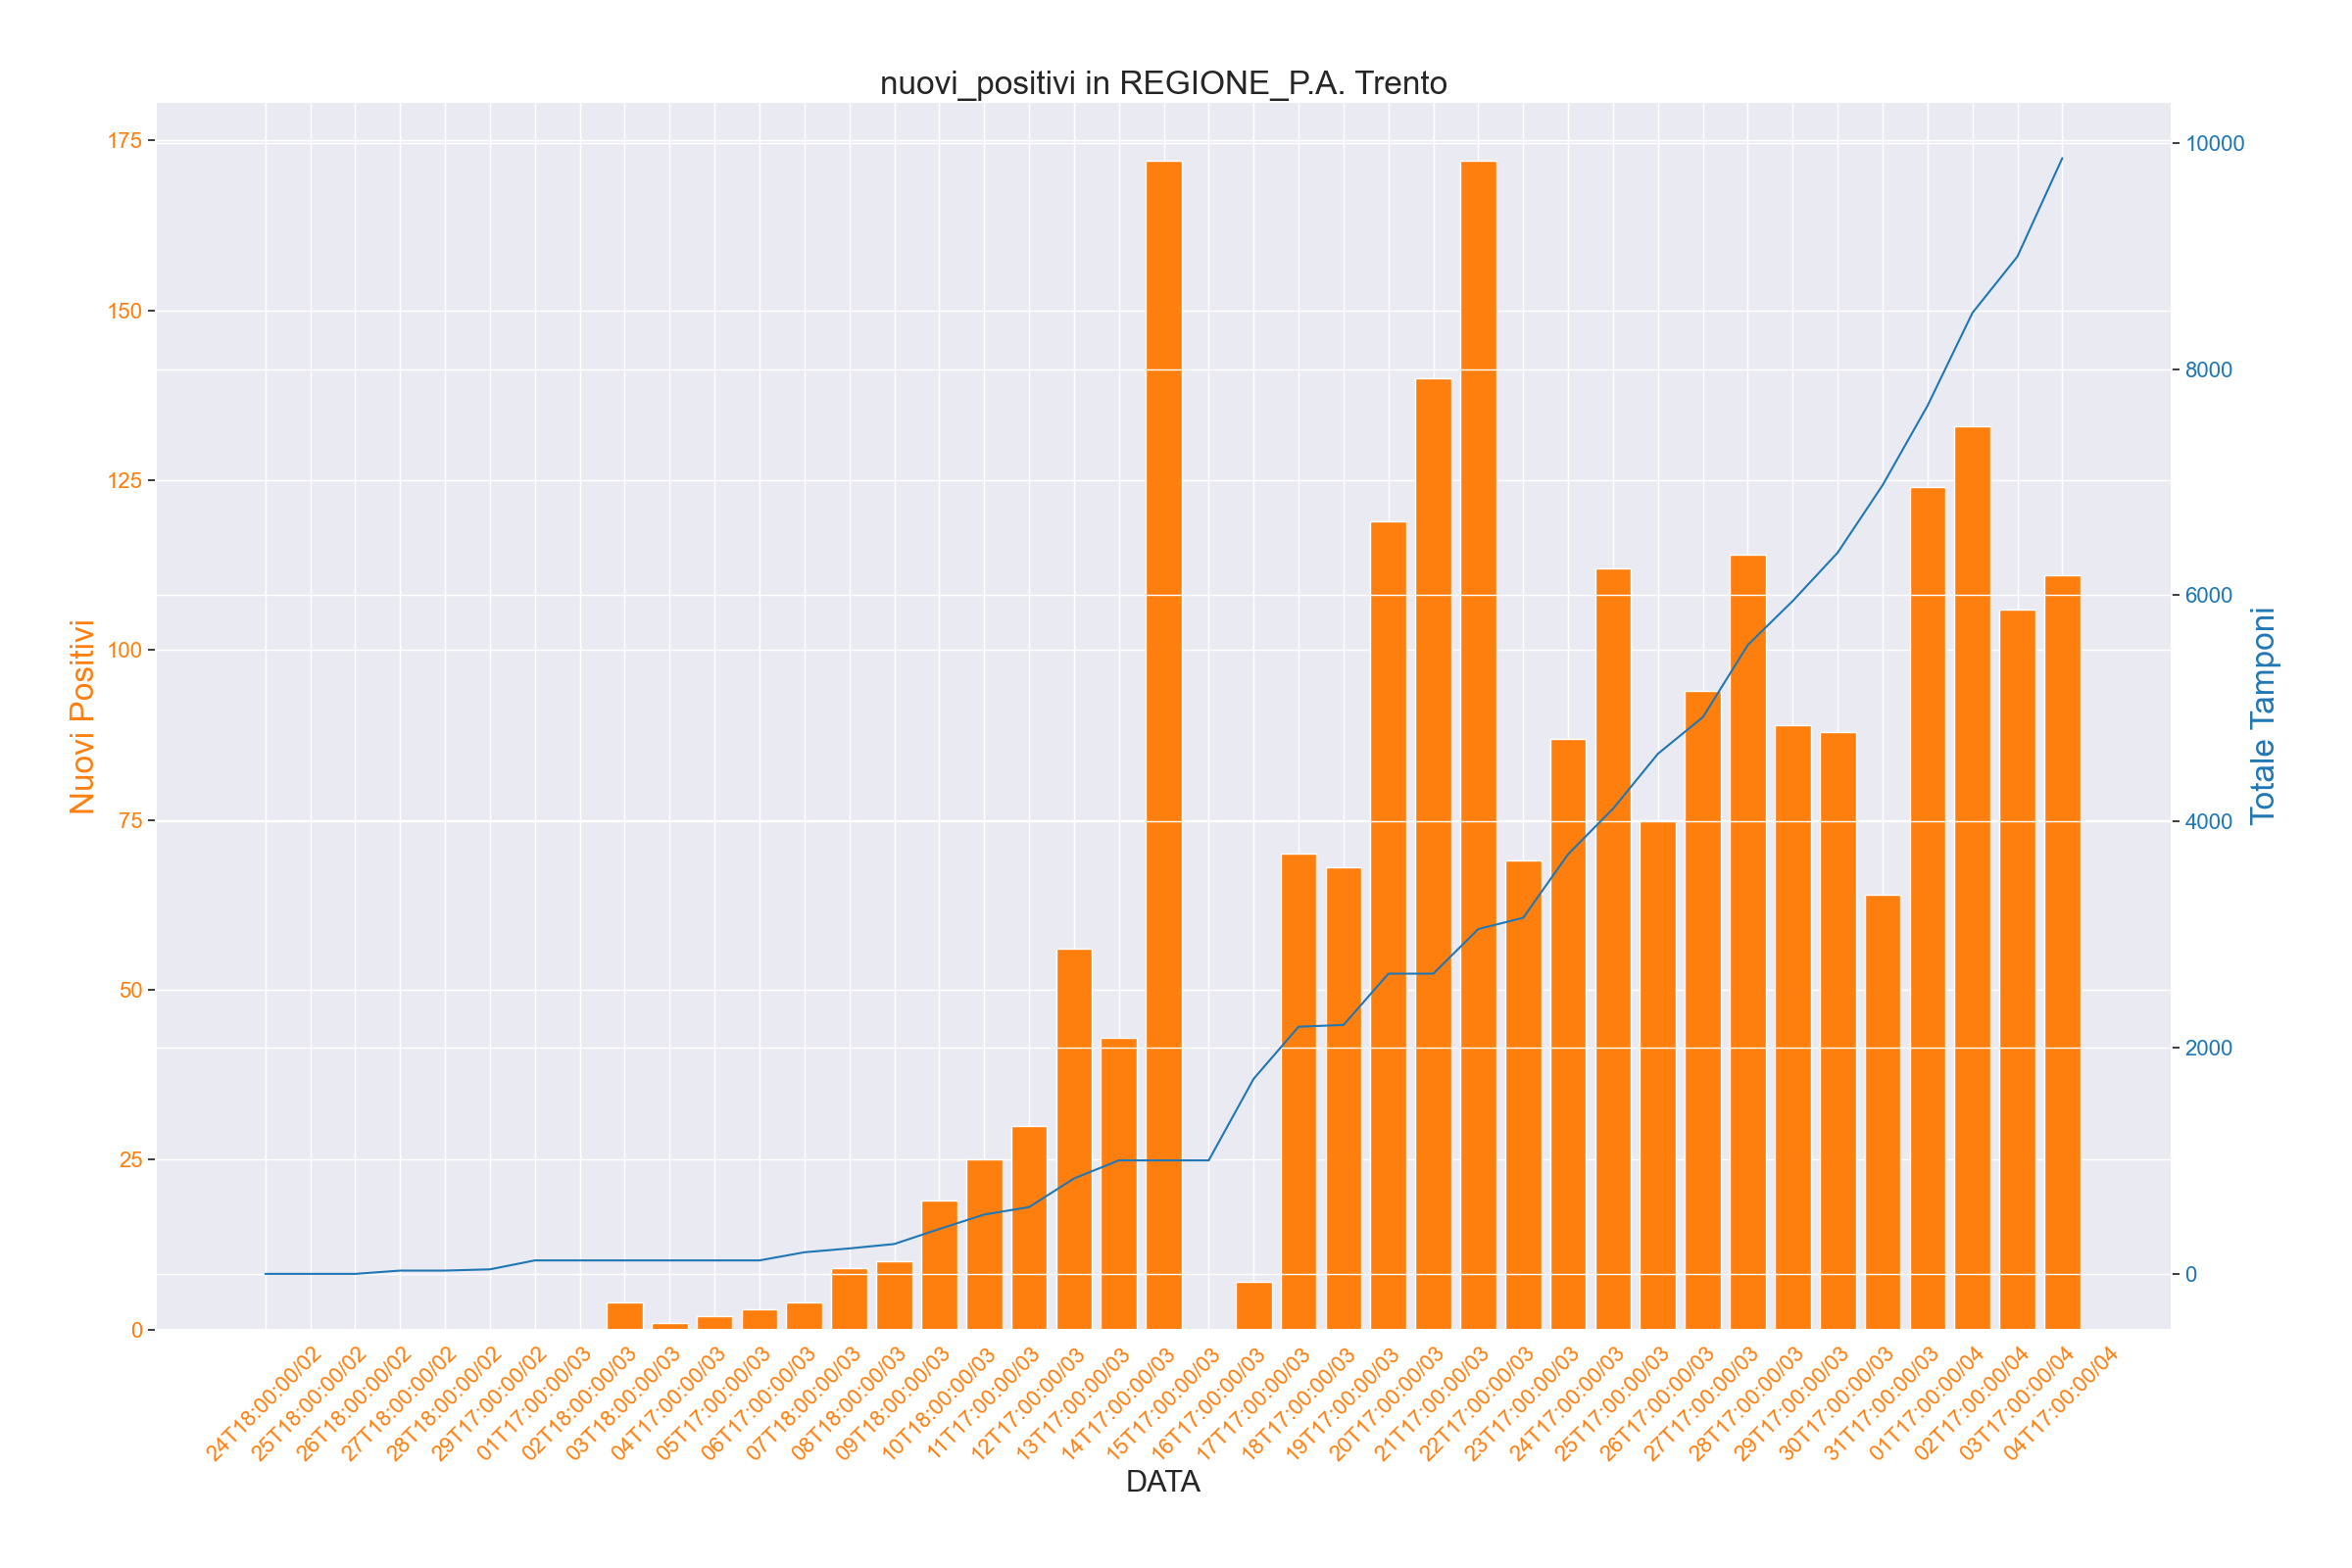 nuovi_positivi in REGIONE_P.A. Trento
175
150
125
100
75
50
25
0
Nuovi Positivi
10000
8000
6000
4000
2000
0
Totale Tamponi
24T18:00:00/02
25T18:00:00/02
26T18:00:00/02
27T18:00:00/02
28T18:00:00/02
29T17:00:00/02
01T17:00:00/03
02T18:00:00/03
03T18:00:00/03
04T17:00:00/03
05T17:00:00/03
06T17:00:00/03
07T18:00:00/03
08T18:00:00/03
09T18:00:00/03
10T18:00:00/03
11T17:00:00/03
12T17:00:00/03
13T17:00:00/03
14T17:00:00/03
15T17:00:00/03
16T17:00:00/03
17T17:00:00/03
18T17:00:00/03
19T17:00:00/03
20T17:00:00/03
21T17:00:00/03
22T17:00:00/03
23T17:00:00/03
24T17:00:00/03
25T17:00:00/03
26T17:00:00/03
27T17:00:00/03
28T17:00:00/03
29T17:00:00/03
30T17:00:00/03
31T17:00:00/03
01T17:00:00/04
02T17:00:00/04
03T17:00:00/04
04T17:00:00/04
DATA